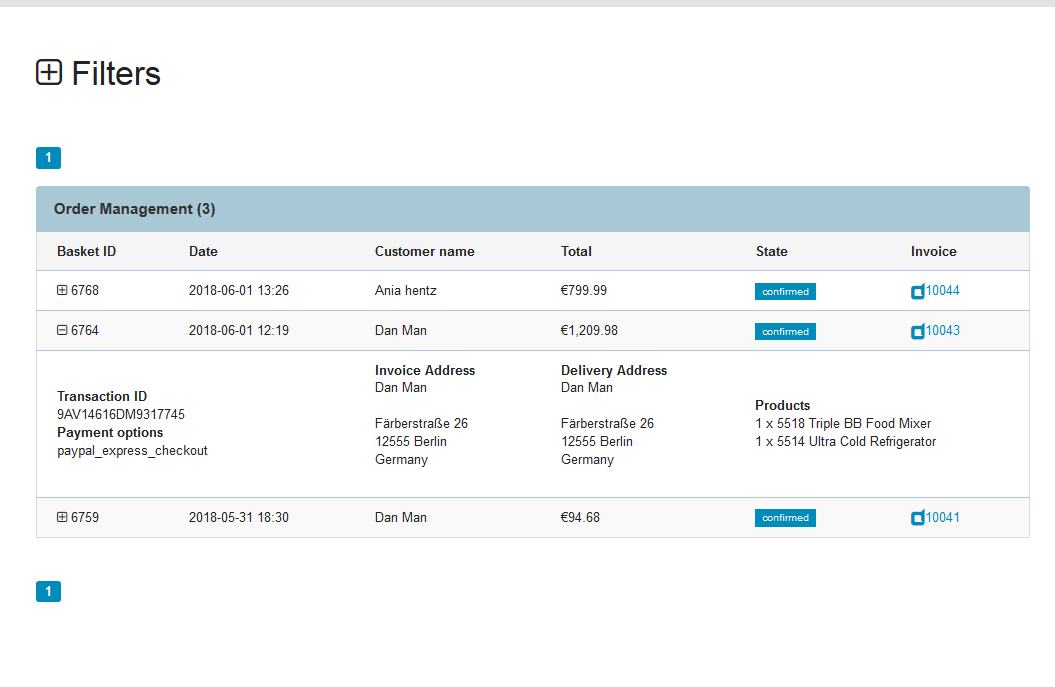 Filters
1
Order Management (3)
Basket ID Date Customer name Total State Invoice
6768 2018-06-01 13:26 Ania hentz €799.99 confirmed 10044
6764 2018-06-01 12:19 Dan Man €1,209.98 confirmed 10043
Transaction ID
9AV14616DM9317745
Payment options
paypal_express_checkout
Invoice Address
Dan Man
Färberstraße 26
12555 Berlin
Germany
Delivery Address
Dan Man
Färberstraße 26
12555 Berlin
Germany
Products
1 x 5518 Triple BB Food Mixer
1 x 5514 Ultra Cold Refrigerator
6759 2018-05-31 18:30 Dan Man €94.68 confirmed 10041
1